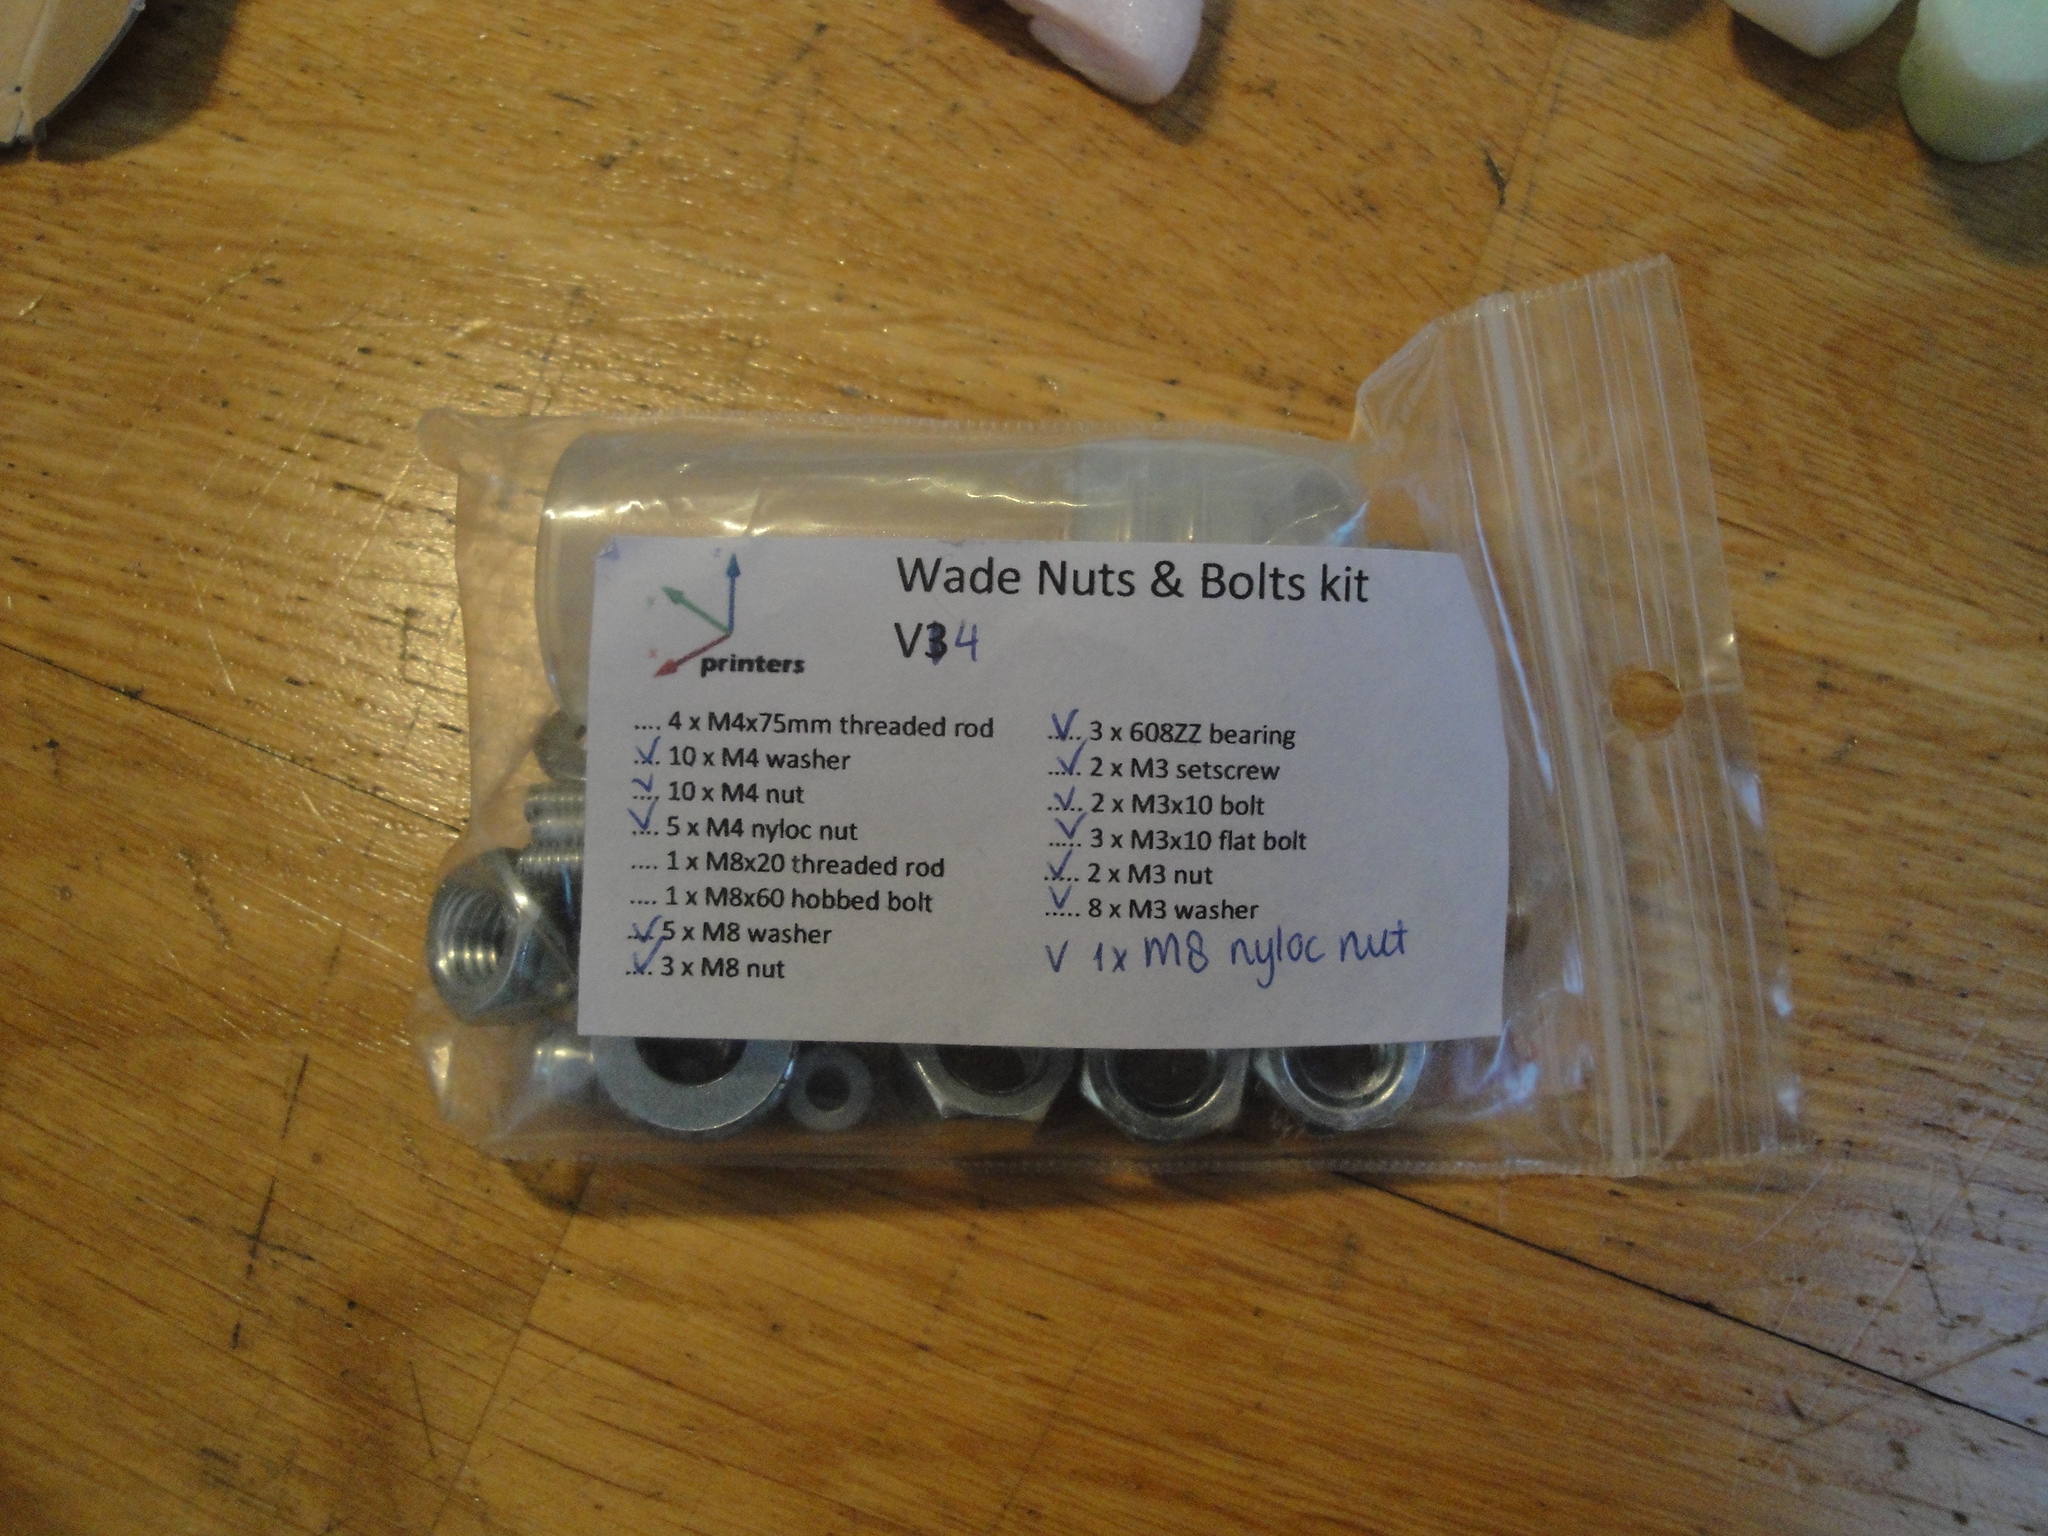 Wade Nuts & Bolts kit
V3 4
z
y
x
printers
.... 4 x M4x75mm threaded rod
.... 10 x M4 washer
.... 10 x M4 nut
.... 5 x M4 nyloc nut
.... 1 x M8x20 threaded rod
.... 1 x M8x60 hobbed bolt
.... 5 x M8 washer
.... 3 x M8 nut
..... 3 x 608ZZ bearing
..... 2 x M3 setscrew
..... 2 x M3x10 bolt
..... 3 x M3x10 flat bolt
..... 2 x M3 nut
..... 8 x M3 washer
V 1x M8 nyloc nut